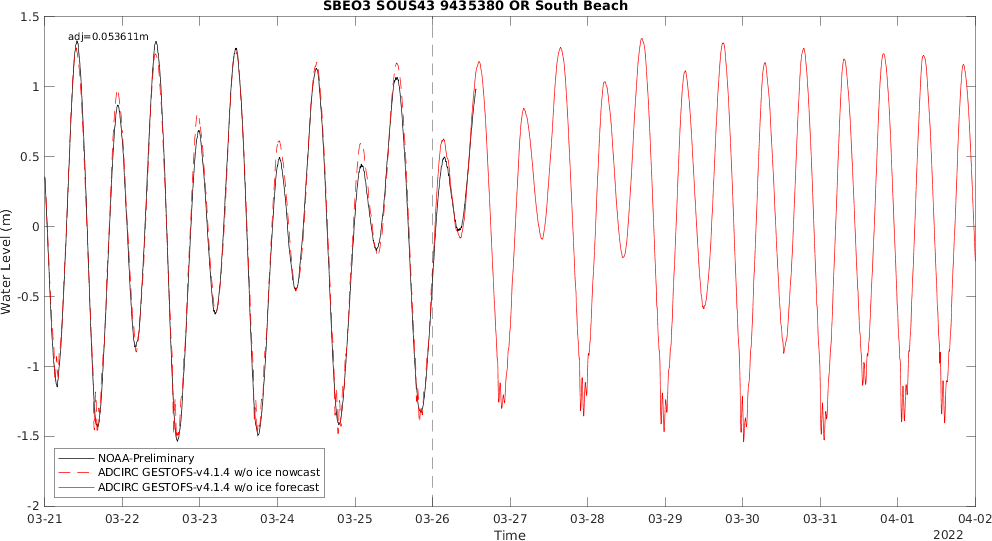 SBEO3 SOUS43 9435380 OR South Beach
adj=0.053611m
1.5
1
0.5
0
-0.5
-1
-1.5
-2
Water Level (m)
NOAA-Preliminary
ADCIRC GESTOFS-v4.1.4 w/o ice nowcast
ADCIRC GESTOFS-v4.1.4 w/o ice forecast
03-21 03-22 03-23 03-24 03-25 03-26 03-27 03-28 03-29 03-30 03-31 04-01 04-02
Time
2022